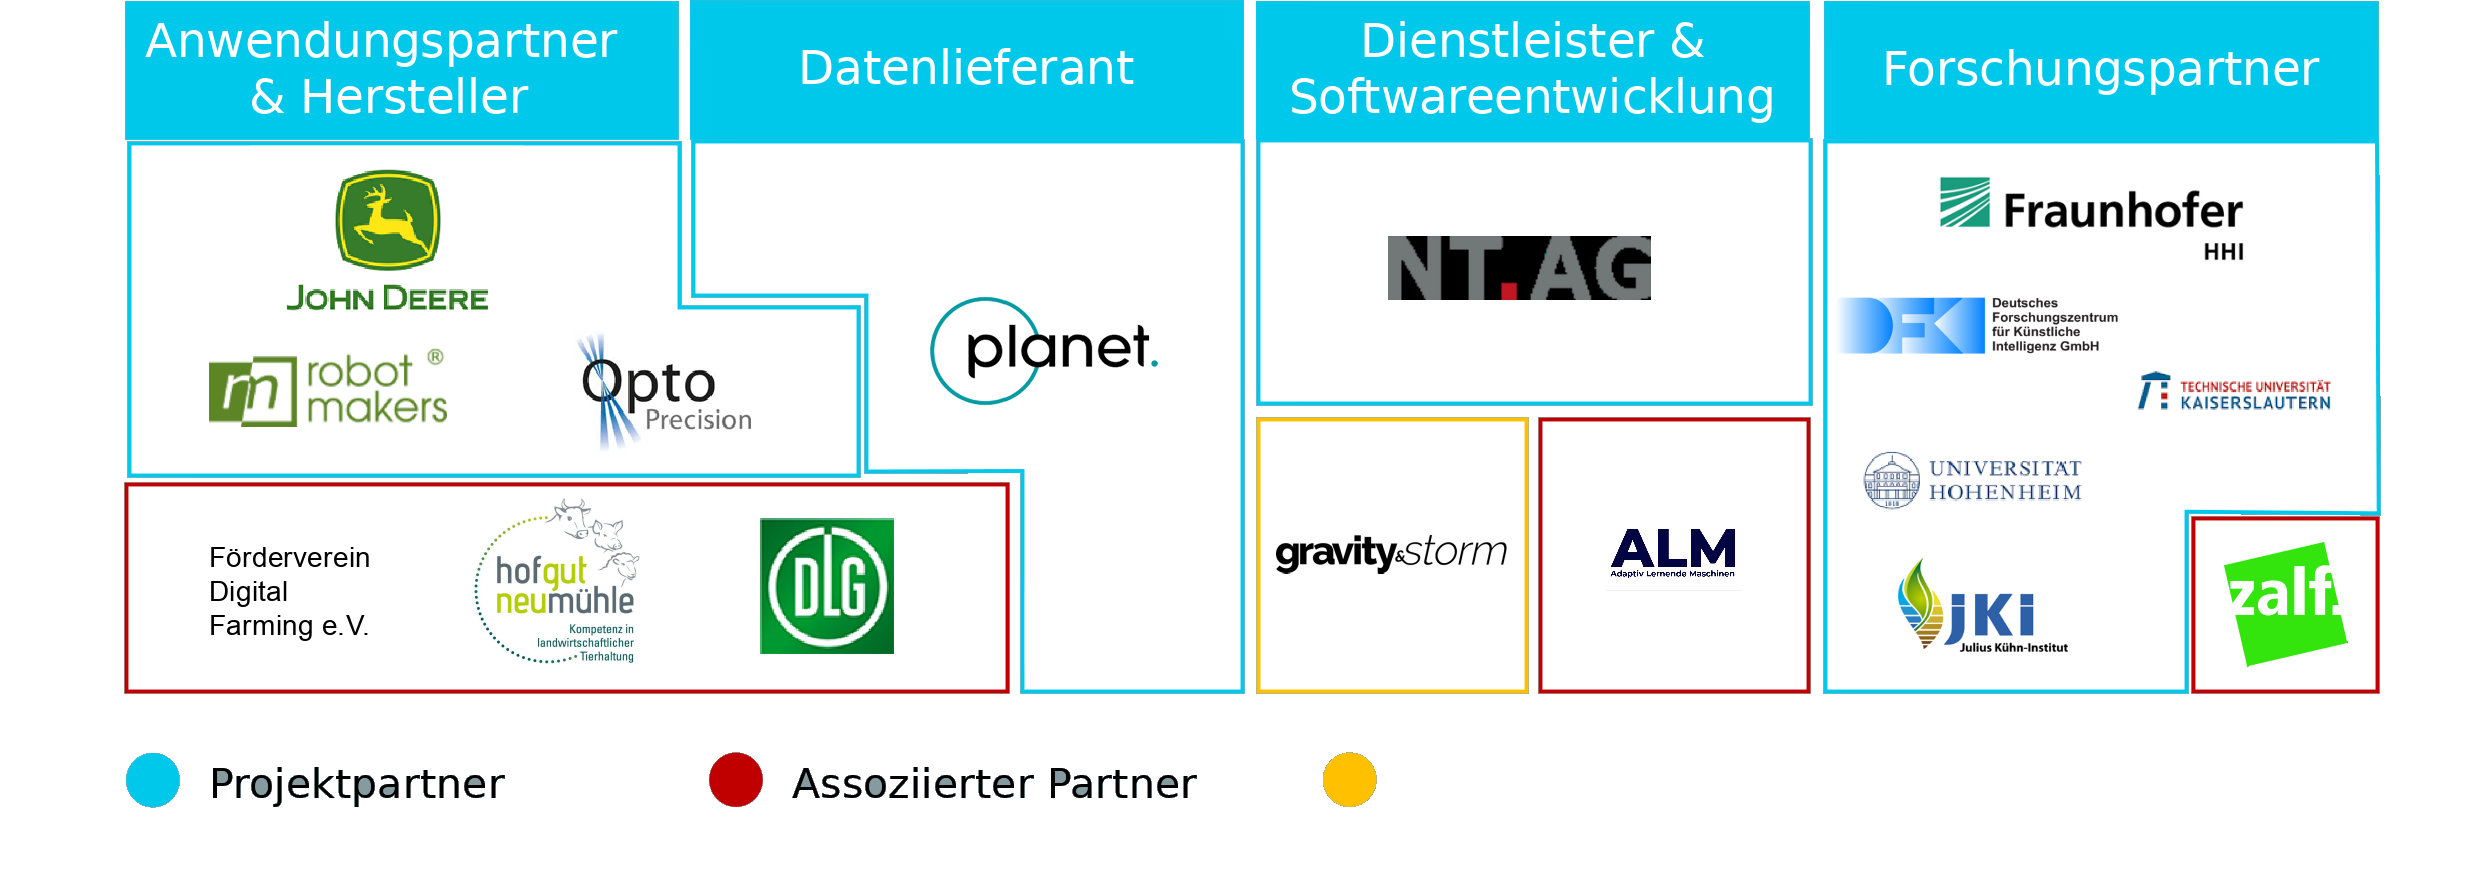 Anwendungspartner
& Hersteller
Datenlieferant
Dienstleister &
Softwareentwicklung
Forschungspartner
JOHN DEERE
rm robot makers ®
Opto
Precision
planet.
NT.AG
Fraunhofer
HHI
DFK
Deutsches
Forschungszentrum
für Künstliche
Intelligenz GmbH
TECHNISCHE UNIVERSITÄT
KAISERSLAUTERN
UNIVERSITÄT
HOHENHEIM
1818
JKi
Julius Kühn-Institut
zalf.
Förderverein
Digital
Farming e.V.
hofgut
neumühle
Kompetenz in
landwirtschaftlicher
Tierhaltung
DLG
gravity&storm
ALM
Adaptiv Lernende Maschinen
Projektpartner
Assoziierter Partner